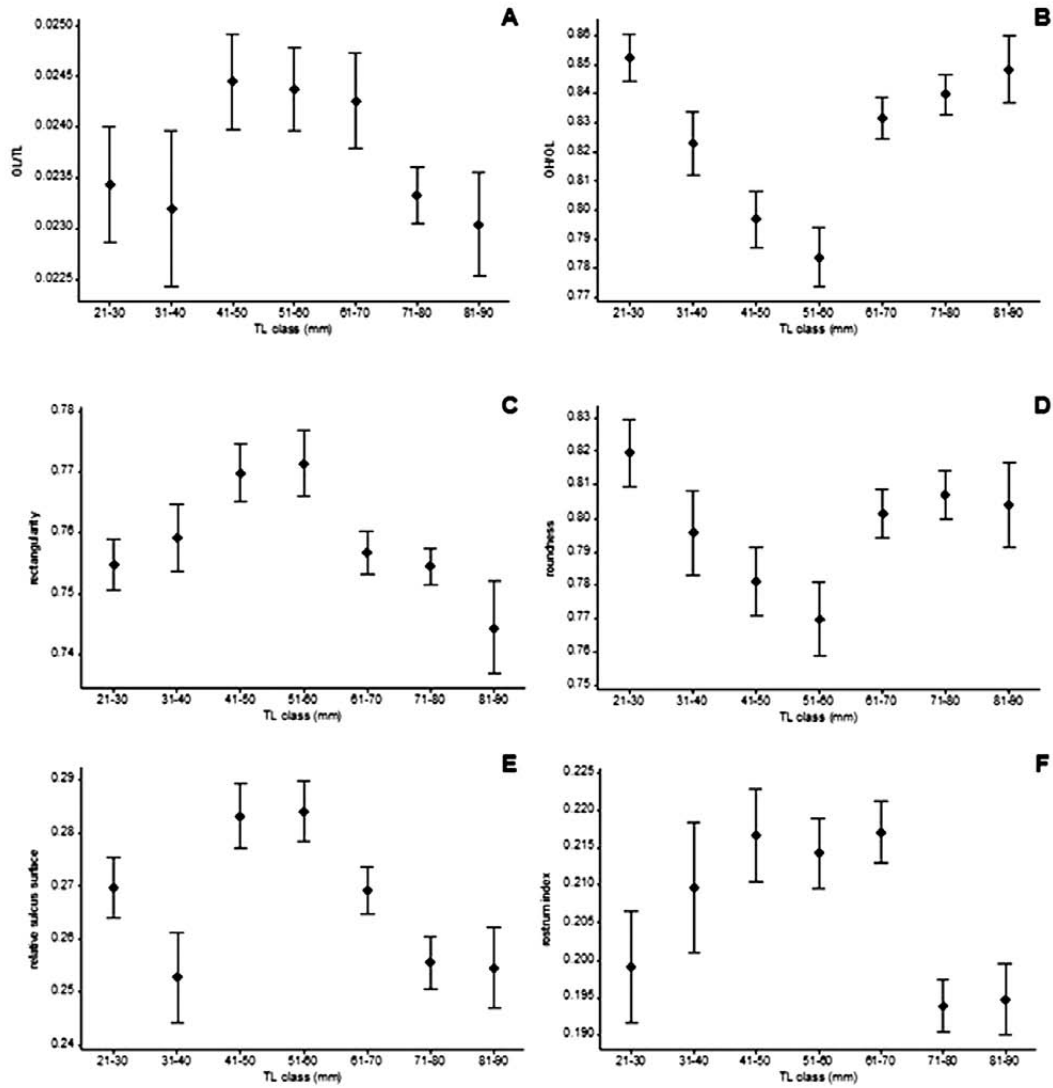 A
0.0250
0.0245
0.0240
0.0235
0.0230
0.0225
OL/TL
21-30 31-40 41-50 51-60 61-70 71-80 81-90
TL class (mm)
B
0.86
0.85
0.84
0.83
0.82
0.81
0.80
0.79
0.78
0.77
OH/OL
21-30 31-40 41-50 51-60 61-70 71-80 81-90
TL class (mm)
C
0.78
0.77
0.76
0.75
0.74
rectangularity
21-30 31-40 41-50 51-60 61-70 71-80 81-90
TL class (mm)
D
0.83
0.82
0.81
0.80
0.79
0.78
0.77
0.76
0.75
roundness
21-30 31-40 41-50 51-60 61-70 71-80 81-90
TL class (mm)
E
0.29
0.28
0.27
0.26
0.25
0.24
relative sulcus surface
21-30 31-40 41-50 51-60 61-70 71-80 81-90
TL class (mm)
F
0.225
0.220
0.215
0.210
0.205
0.200
0.195
0.190
rostrum index
21-30 31-40 41-50 51-60 61-70 71-80 81-90
TL class (mm)